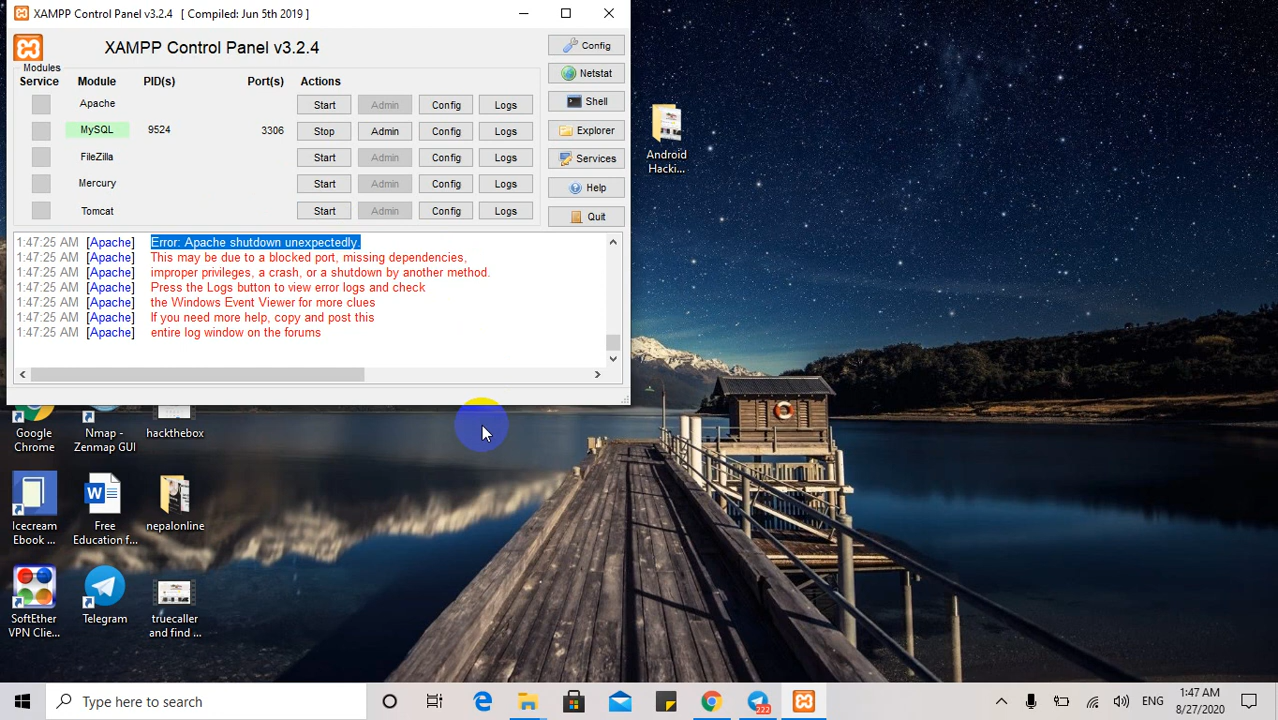 XAMPP Control Panel v3.2.4 [ Compiled: Jun 5th 2019 ]
XAMPP Control Panel v3.2.4
Config
Modules
Service Module PID(s) Port(s) Actions
Netstat
Apache Start Admin Config Logs
Shell
MySQL 9524 3306 Stop Admin Config Logs
Explorer
FileZilla Start Admin Config Logs
Services
Mercury Start Admin Config Logs
Help
Tomcat Start Admin Config Logs
Quit
1:47:25 AM [Apache] Error: Apache shutdown unexpectedly.
1:47:25 AM [Apache] This may be due to a blocked port, missing dependencies,
1:47:25 AM [Apache] improper privileges, a crash, or a shutdown by another method.
1:47:25 AM [Apache] Press the Logs button to view error logs and check
1:47:25 AM [Apache] the Windows Event Viewer for more clues
1:47:25 AM [Apache] If you need more help, copy and post this
1:47:25 AM [Apache] entire log window on the forums
Android
Hacki...
Google
Chrome
Nmap -
Zenmap GUI
hackthebox
Icecream
Ebook ...
Free
Education f...
nepalonline
SoftEther
VPN Clie...
Telegram
truecaller
and find ...
Type here to search
222
ENG
1:47 AM
8/27/2020